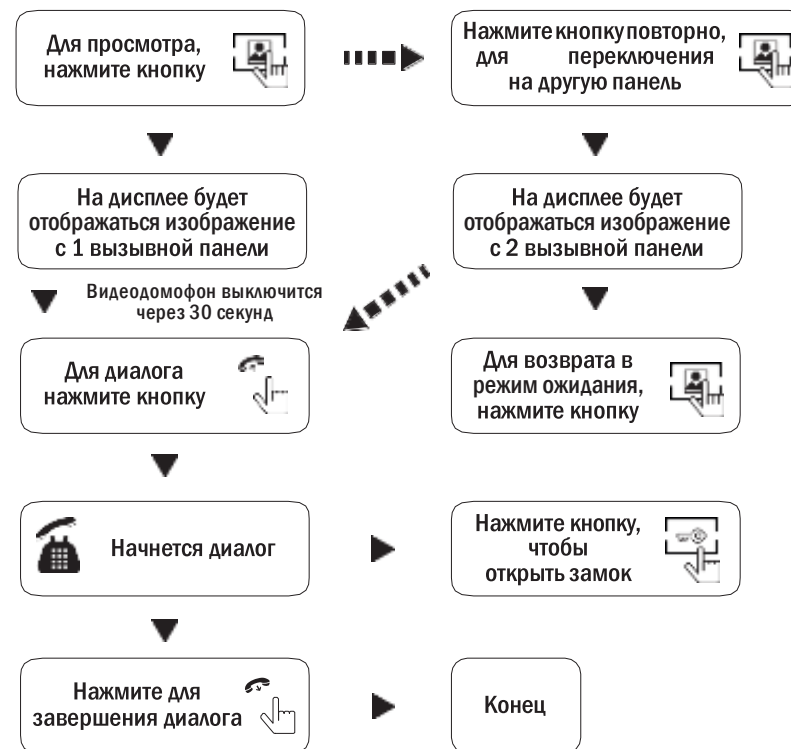 Для просмотра,
нажмите кнопку
Нажмите кнопку повторно,
для переключения
на другую панель
На дисплее будет
отображаться изображение
с 1 вызывной панели
На дисплее будет
отображаться изображение
с 2 вызывной панели
Видеодомофон выключится
через 30 секунд
Для диалога
нажмите кнопку
Для возврата в
режим ожидания,
нажмите кнопку
Начнется диалог
Нажмите кнопку,
чтобы
открыть замок
Нажмите для
завершения диалога
Конец